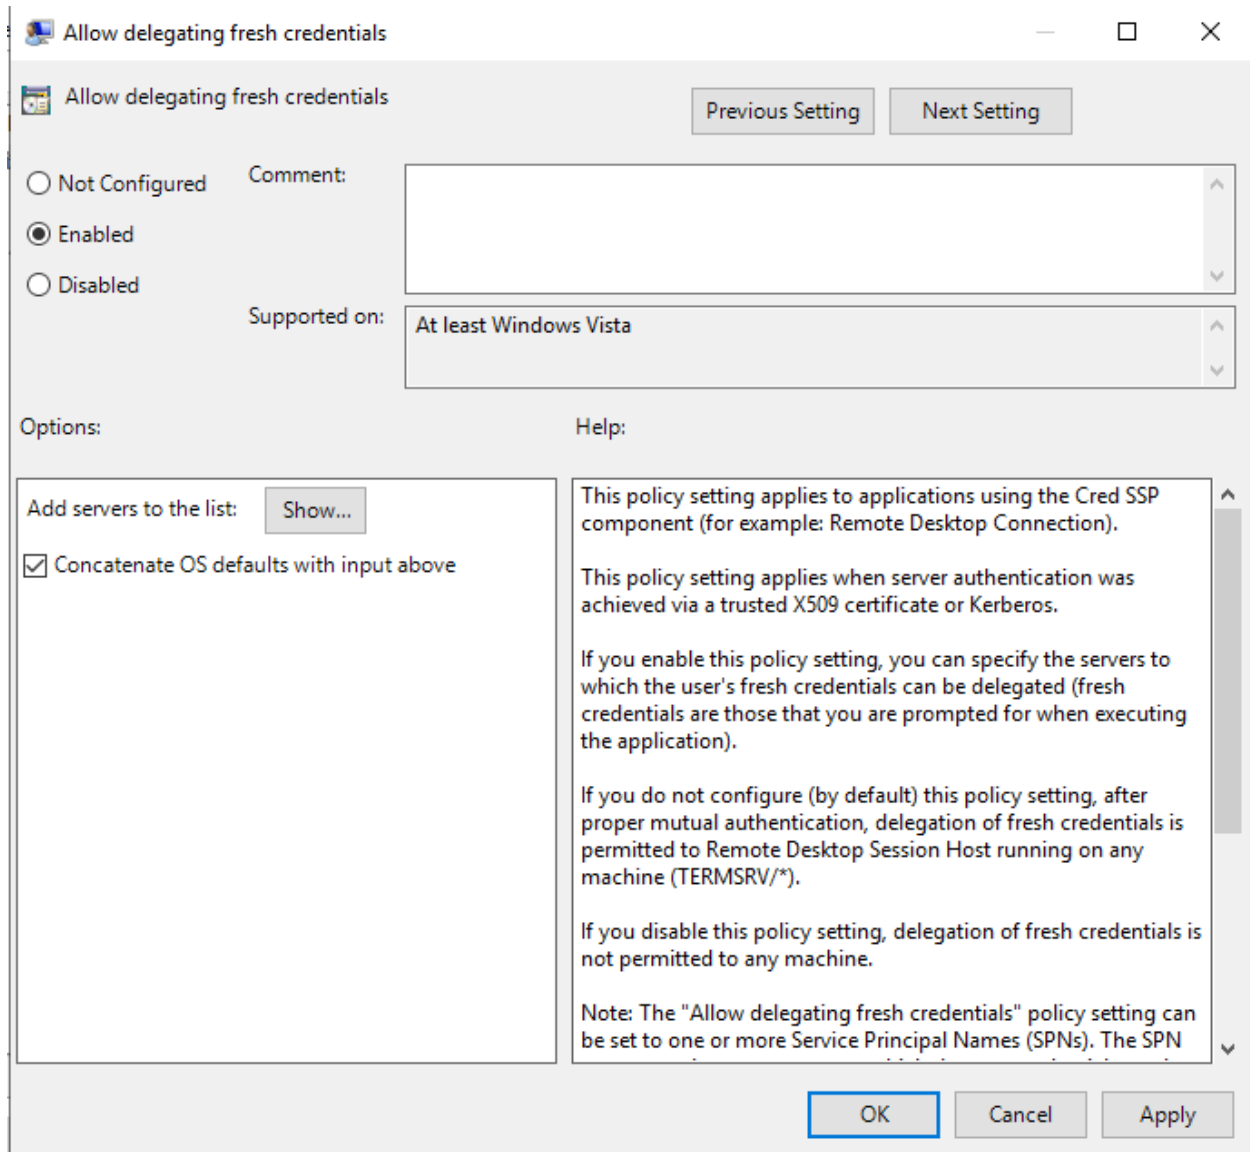 Allow delegating fresh credentials
Allow delegating fresh credentials
Previous Setting
Next Setting
Not Configured
Enabled
Disabled
Comment:
Supported on:
At least Windows Vista
Options:
Help:
Add servers to the list:
Show...
Concatenate OS defaults with input above
This policy setting applies to applications using the Cred SSP
component (for example: Remote Desktop Connection).
This policy setting applies when server authentication was
achieved via a trusted X509 certificate or Kerberos.
If you enable this policy setting, you can specify the servers to
which the user's fresh credentials can be delegated (fresh
credentials are those that you are prompted for when executing
the application).
If you do not configure (by default) this policy setting, after
proper mutual authentication, delegation of fresh credentials is
permitted to Remote Desktop Session Host running on any
machine (TERMSRV/*).
If you disable this policy setting, delegation of fresh credentials is
not permitted to any machine.
Note: The "Allow delegating fresh credentials" policy setting can
be set to one or more Service Principal Names (SPNs). The SPN
OK
Cancel
Apply